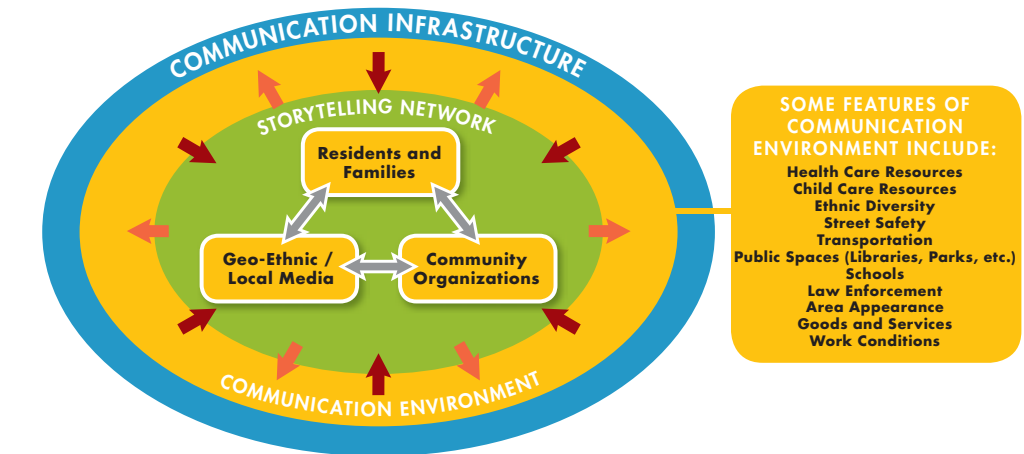 COMMUNICATION INFRASTRUCTURE
STORYTELLING NETWORK
Residents and
Families
Geo-Ethnic /
Local Media
Community
Organizations
COMMUNICATION ENVIRONMENT
SOME FEATURES OF
COMMUNICATION
ENVIRONMENT INCLUDE:
Health Care Resources
Child Care Resources
Ethnic Diversity
Street Safety
Transportation
Public Spaces (Libraries, Parks, etc.)
Schools
Law Enforcement
Area Appearance
Goods and Services
Work Conditions